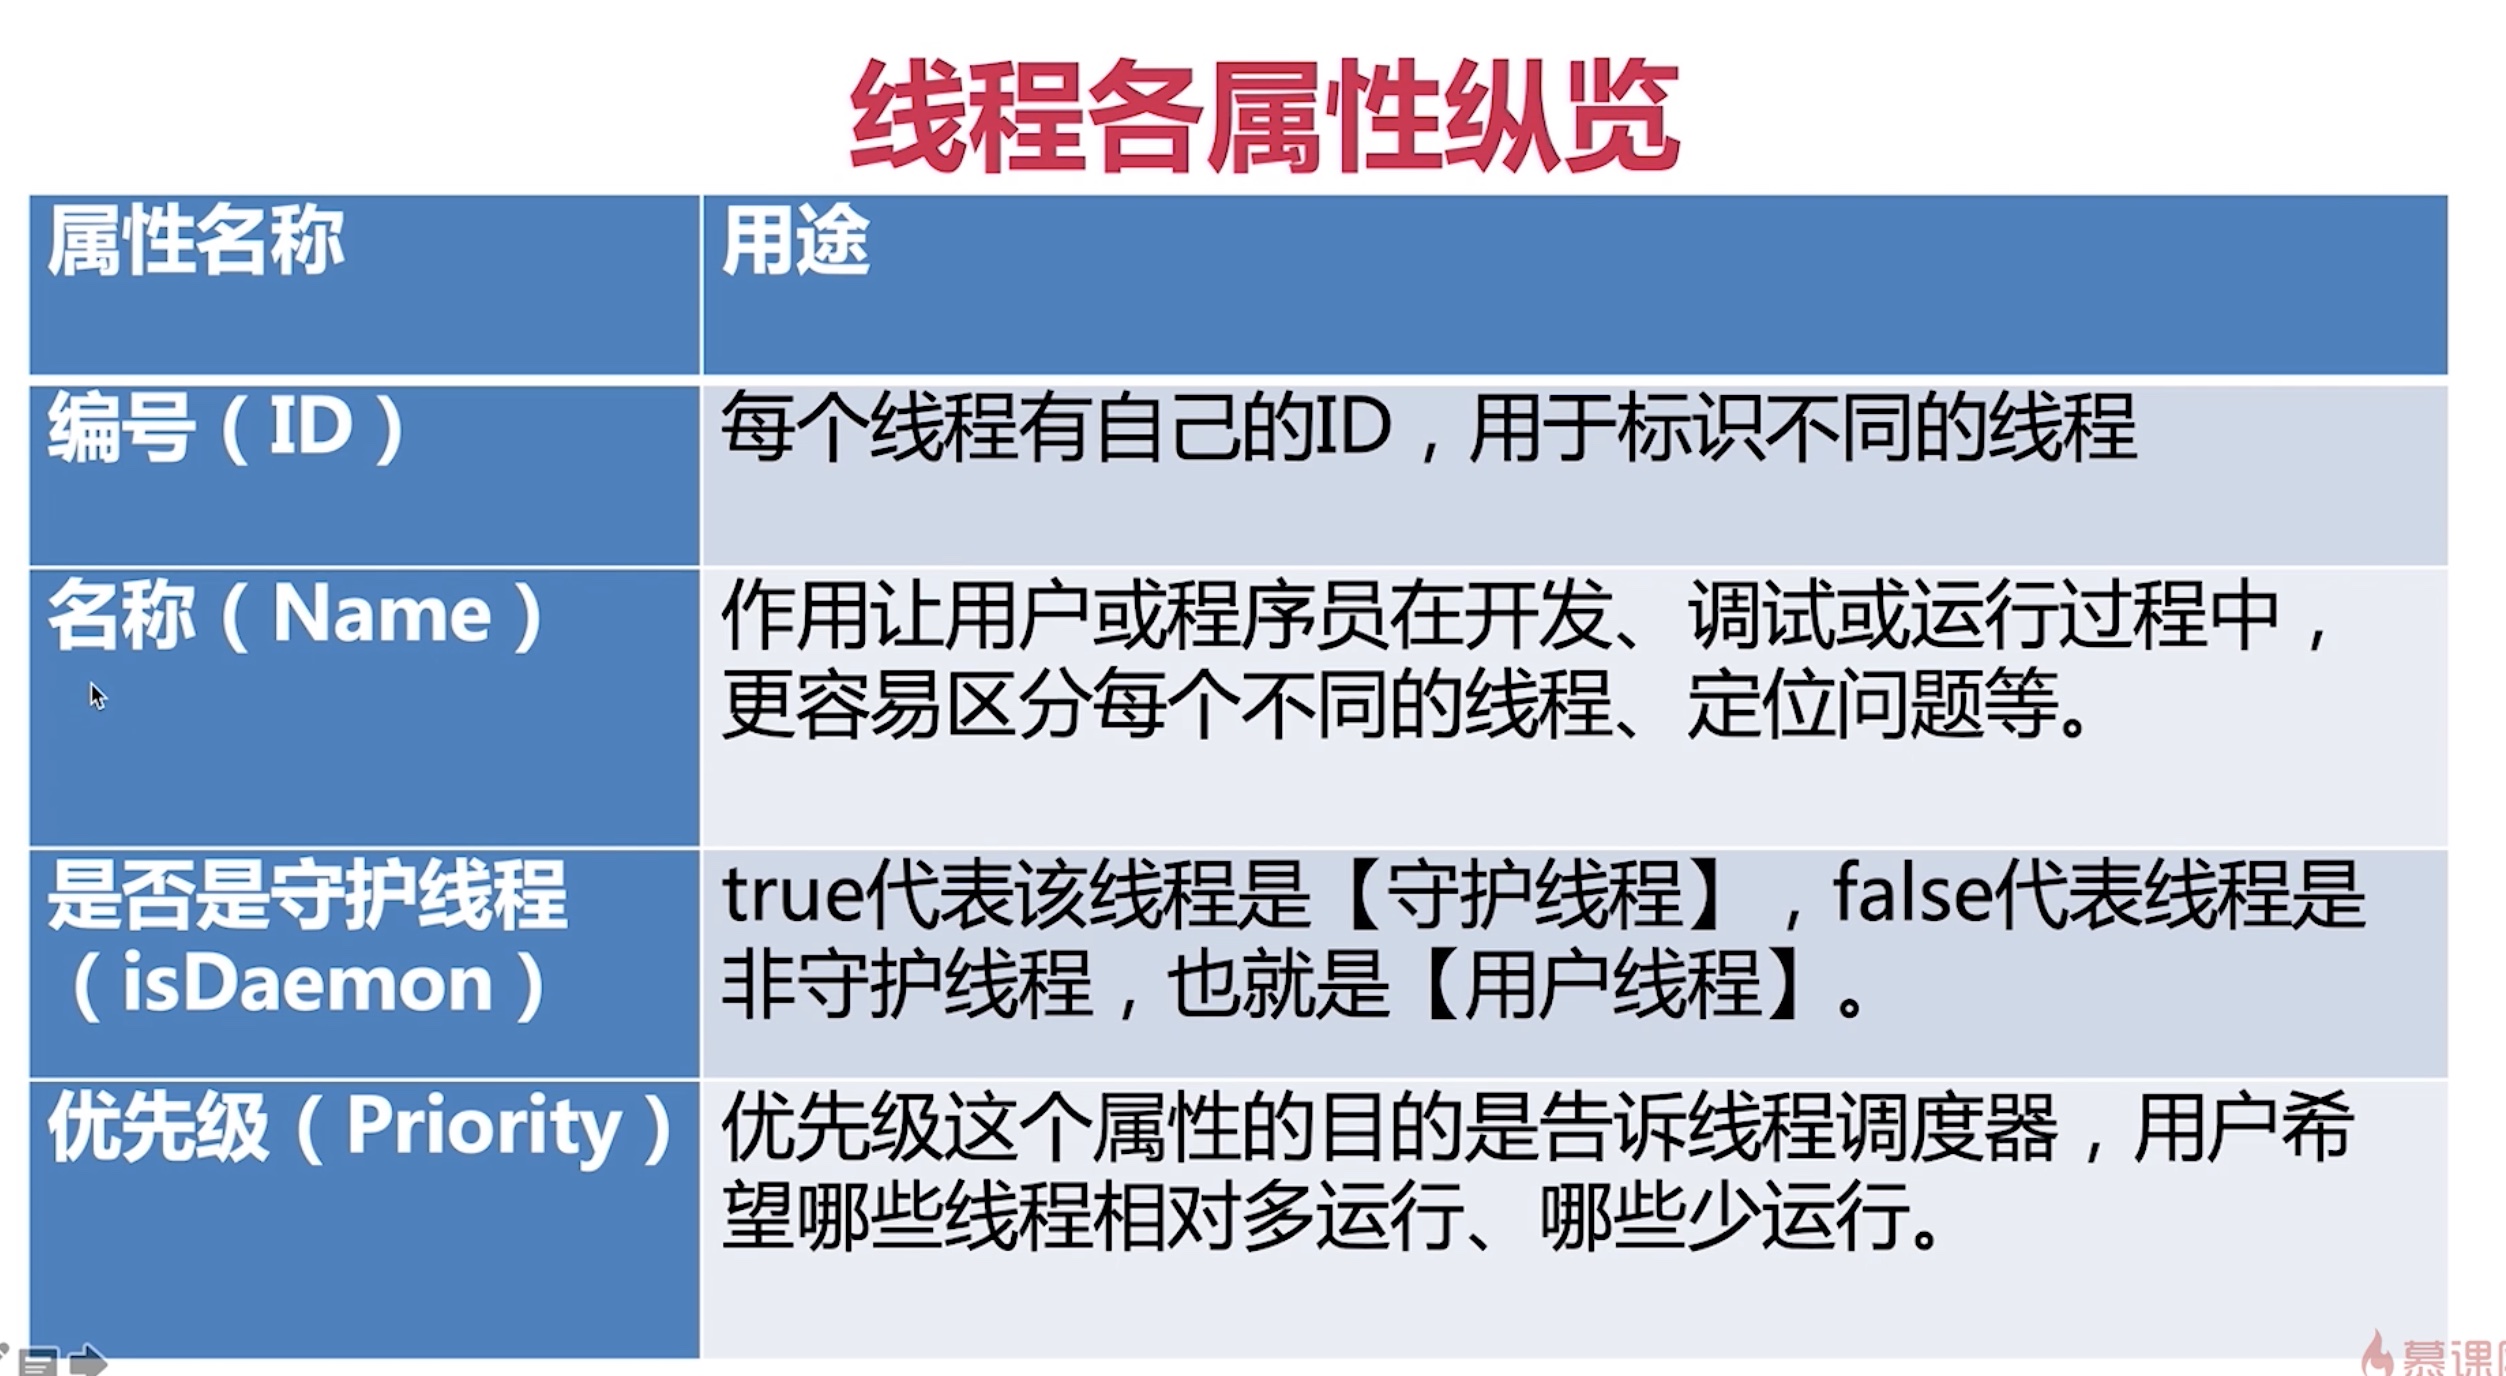 线程各属性纵览
属性名称
用途
编号（ID）
每个线程有自己的ID，用于标识不同的线程
名称（Name）
作用让用户或程序员在开发、调试或运行过程中，
更容易区分每个不同的线程、定位问题等。
是否是守护线程
（isDaemon）
true代表该线程是【守护线程】，false代表线程是
非守护线程，也就是【用户线程】。
优先级（Priority）
优先级这个属性的目的是告诉线程调度器，用户希
望哪些线程相对多运行、哪些少运行。
慕课